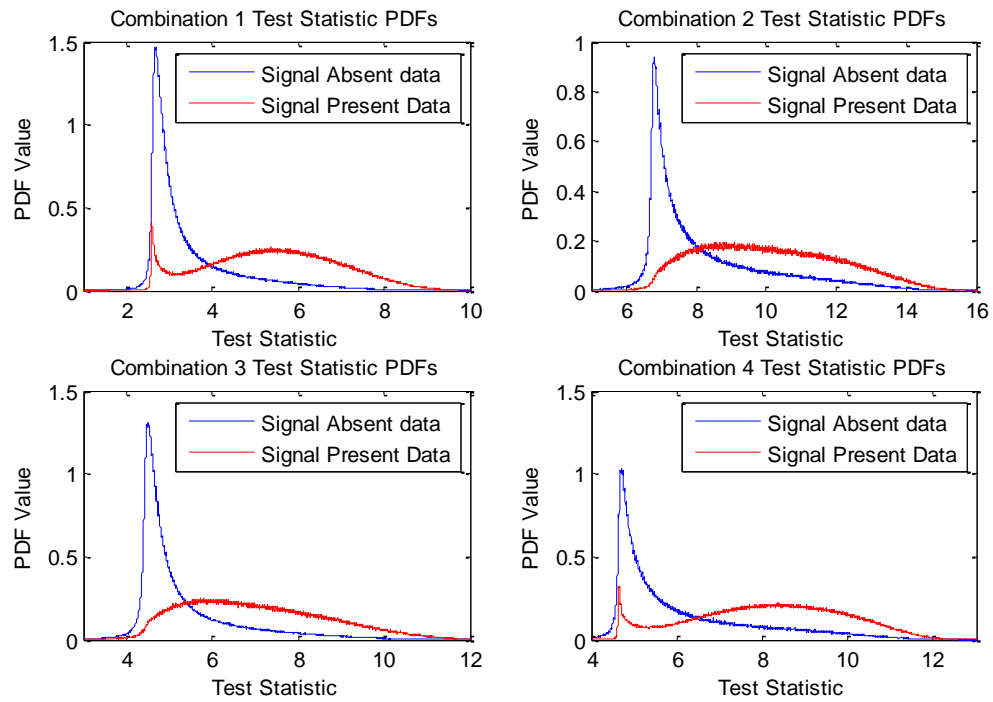 Combination 1 Test Statistic PDFs
1.5
1
0.5
0
PDF Value
Signal Absent data
Signal Present Data
2
4
6
8
10
Test Statistic
Combination 2 Test Statistic PDFs
1
0.8
0.6
0.4
0.2
0
PDF Value
Signal Absent data
Signal Present Data
6
8
10
12
14
16
Test Statistic
Combination 3 Test Statistic PDFs
1.5
1
0.5
0
PDF Value
Signal Absent data
Signal Present Data
4
6
8
10
12
Test Statistic
Combination 4 Test Statistic PDFs
1.5
1
0.5
0
PDF Value
Signal Absent data
Signal Present Data
4
6
8
10
12
Test Statistic